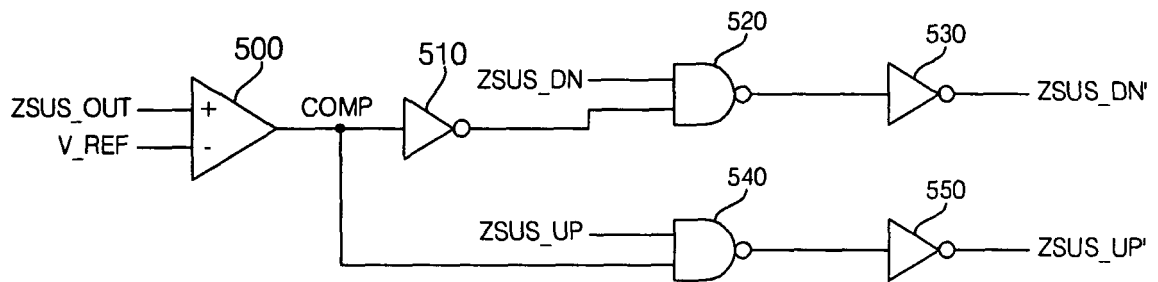 500
ZSUS_OUT
+
V_REF
-
COMP
510
ZSUS_DN
520
530
ZSUS_DN'
ZSUS_UP
540
550
ZSUS_UP'